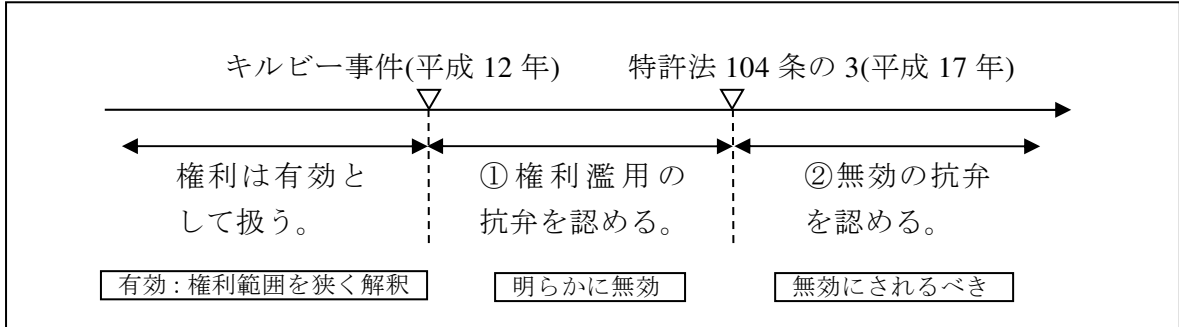 キルビー事件(平成 12 年)
特許法 104 条の 3(平成 17 年)
権利は有効と
して扱う。
①権利濫用の
抗弁を認める。
②無効の抗弁
を認める。
有効 : 権利範囲を狭く解釈
明らかに無効
無効にされるべき